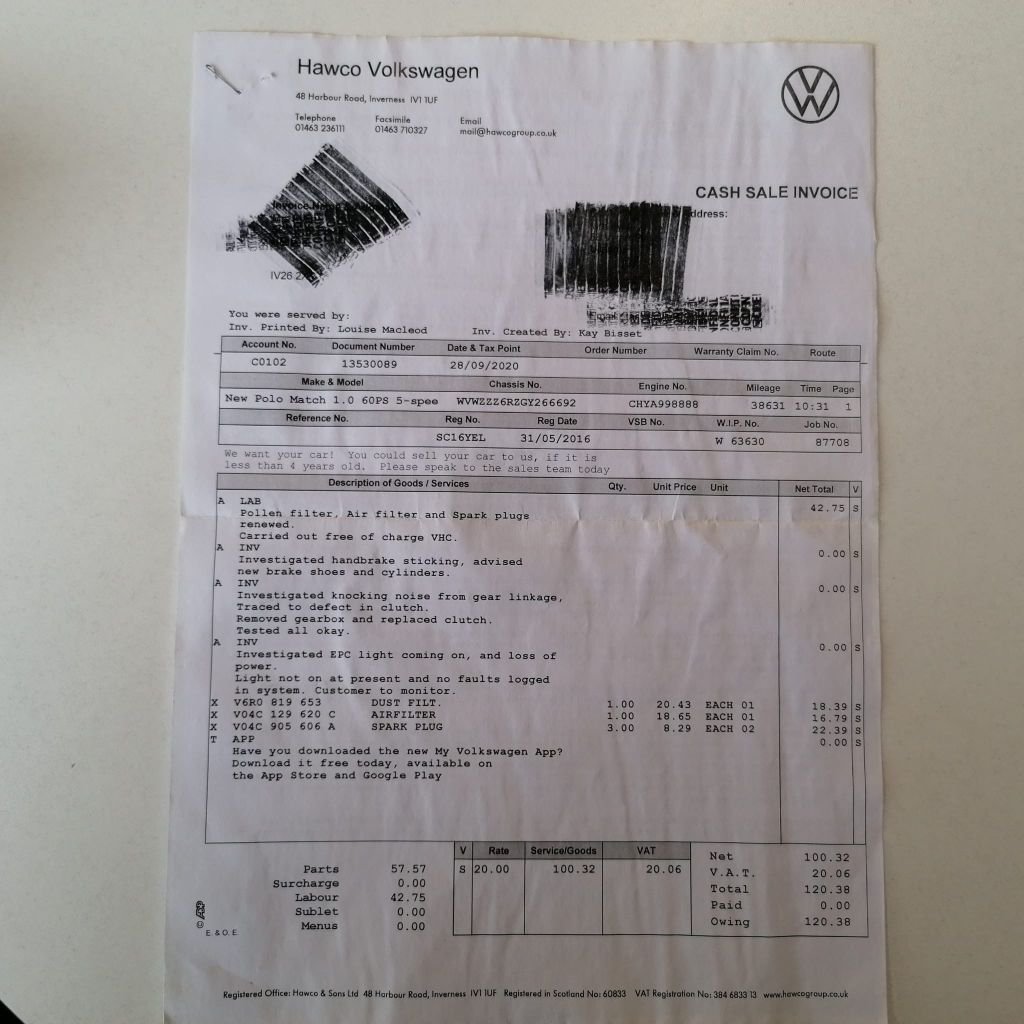 Hawco Volkswagen
48 Harbour Road, Inverness IV1 1UF
Telephone Facsimile Email
01463 236111 01463 710327 mail@hawcogroup.co.uk
CASH SALE INVOICE
ddress:
IV26 2
You were served by:
Inv. Printed By: Louise Macleod Inv. Created By: Kay Bisset
Account No. Document Number Date & Tax Point Order Number Warranty Claim No. Route
C0102 13530089 28/09/2020
Make & Model Chassis No. Engine No. Mileage Time Page
New Polo Match 1.0 60PS 5-spee WVWZZZ6RZGY266692 CHYA998888 38631 10:31 1
Reference No. Reg No. Reg Date VSB No. W.I.P. No. Job No.
SC16YEL 31/05/2016 W 63630 87708
We want your car! You could sell your car to us, if it is
less than 4 years old. Please speak to the sales team today
Description of Goods / Services Qty. Unit Price Unit Net Total V
A LAB 42.75 S
Pollen filter, Air filter and Spark plugs
renewed.
Carried out free of charge VHC.
A INV 0.00 S
Investigated handbrake sticking, advised
new brake shoes and cylinders.
A INV 0.00 S
Investigated knocking noise from gear linkage,
Traced to defect in clutch.
Removed gearbox and replaced clutch.
Tested all okay.
A INV 0.00 S
Investigated EPC light coming on, and loss of
power.
Light not on at present and no faults logged
in system. Customer to monitor.
X V6R0 819 653 DUST FILT. 1.00 20.43 EACH 01 18.39 S
X V04C 129 620 C AIRFILTER 1.00 18.65 EACH 01 16.79 S
X V04C 905 606 A SPARK PLUG 3.00 8.29 EACH 02 22.39 S
T APP 0.00 S
Have you downloaded the new My Volkswagen App?
Download it free today, available on
the App Store and Google Play
V Rate Service/Goods VAT
S 20.00 100.32 20.06
Parts 57.57
Surcharge 0.00
Labour 42.75
Sublet 0.00
Menus 0.00
Net 100.32
V.A.T. 20.06
Total 120.38
Paid 0.00
Owing 120.38
© ADP
E. & O. E.
Registered Office: Hawco & Sons Ltd 48 Harbour Road, Inverness IV1 1UF Registered in Scotland No: 60833 VAT Registration No: 384 6833 13 www.hawcogroup.co.uk